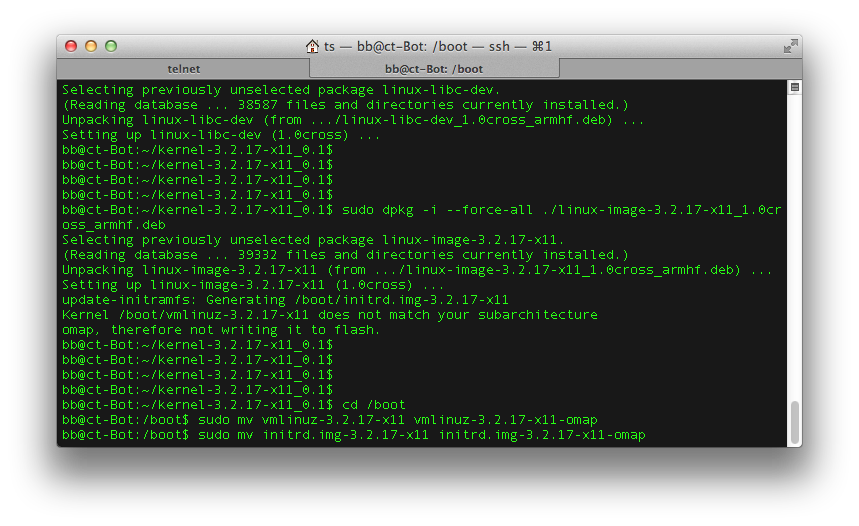 ts — bb@ct-Bot: /boot — ssh — ⌘1
telnet
bb@ct-Bot: /boot
Selecting previously unselected package linux-libc-dev.
(Reading database ... 38587 files and directories currently installed.)
Unpacking linux-libc-dev (from .../linux-libc-dev_1.0cross_armhf.deb) ...
Setting up linux-libc-dev (1.0cross) ...
bb@ct-Bot:~/kernel-3.2.17-x11_0.1$
bb@ct-Bot:~/kernel-3.2.17-x11_0.1$
bb@ct-Bot:~/kernel-3.2.17-x11_0.1$
bb@ct-Bot:~/kernel-3.2.17-x11_0.1$
bb@ct-Bot:~/kernel-3.2.17-x11_0.1$ sudo dpkg -i --force-all ./linux-image-3.2.17-x11_1.0cr
oss_armhf.deb
Selecting previously unselected package linux-image-3.2.17-x11.
(Reading database ... 39332 files and directories currently installed.)
Unpacking linux-image-3.2.17-x11 (from .../linux-image-3.2.17-x11_1.0cross_armhf.deb) ...
Setting up linux-image-3.2.17-x11 (1.0cross) ...
update-initramfs: Generating /boot/initrd.img-3.2.17-x11
Kernel /boot/vmlinuz-3.2.17-x11 does not match your subarchitecture
omap, therefore not writing it to flash.
bb@ct-Bot:~/kernel-3.2.17-x11_0.1$
bb@ct-Bot:~/kernel-3.2.17-x11_0.1$
bb@ct-Bot:~/kernel-3.2.17-x11_0.1$
bb@ct-Bot:~/kernel-3.2.17-x11_0.1$
bb@ct-Bot:~/kernel-3.2.17-x11_0.1$ cd /boot
bb@ct-Bot:/boot$ sudo mv vmlinuz-3.2.17-x11 vmlinuz-3.2.17-x11-omap
bb@ct-Bot:/boot$ sudo mv initrd.img-3.2.17-x11 initrd.img-3.2.17-x11-omap